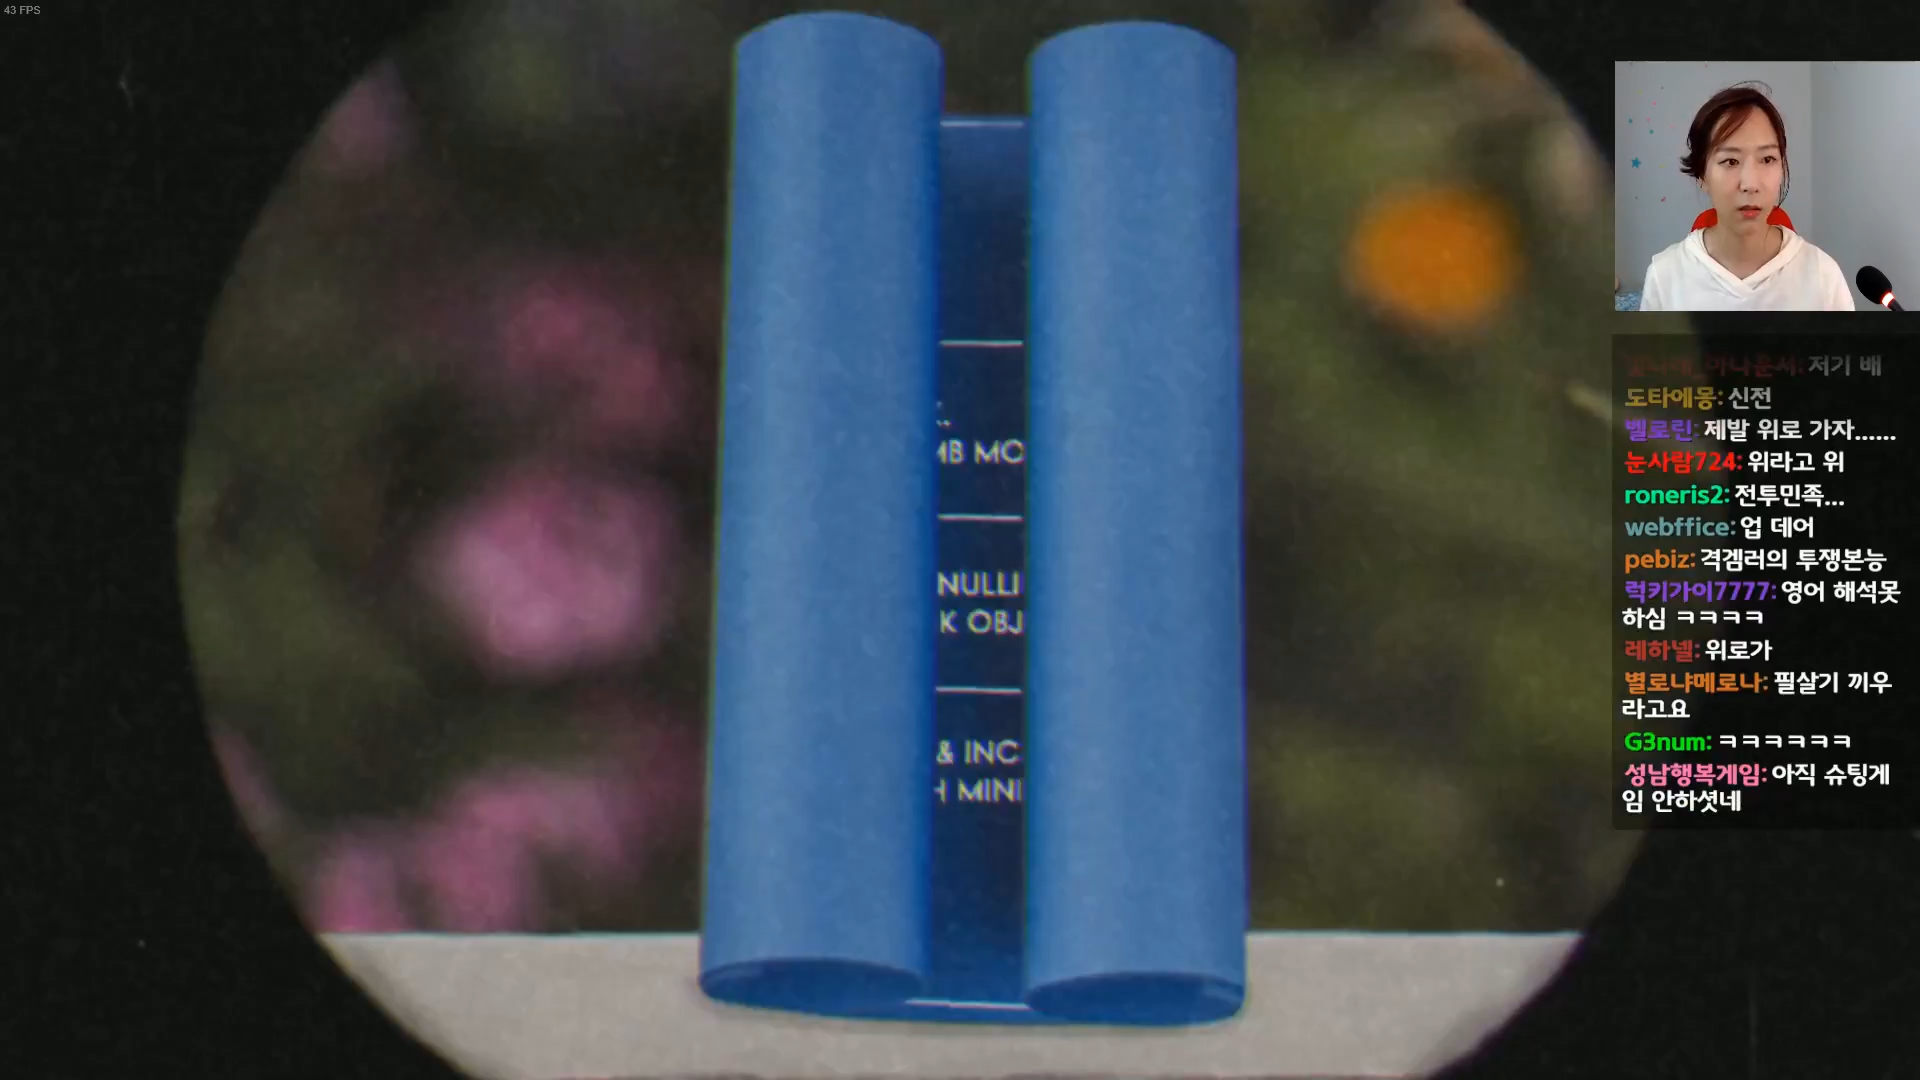 43 FPS
MB MO
NULLI
K OBJ
& INC
H MINI
저기 배
도타에몽: 신전
벨로린: 제발 위로 가자......
눈사람724: 위라고 위
roneris2: 전투민족...
webffice: 업 데어
pebiz: 격겜러의 투쟁본능
럭키가이7777: 영어 해석못
하심 ㅋㅋㅋㅋ
레하넬: 위로가
별로냐메로나: 필살기 끼우
라고요
G3num: ㅋㅋㅋㅋㅋㅋ
성남행복게임: 아직 슈팅게
임 안하셧네